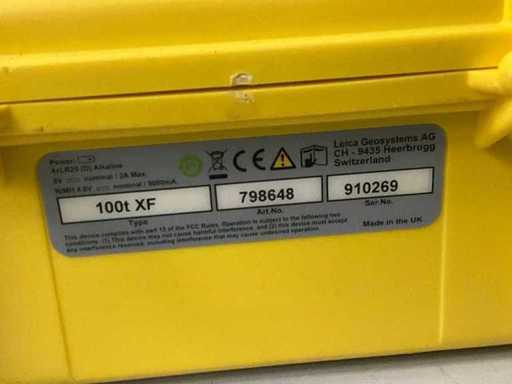 Power:
4xLR20 (D) Alkaline
6V nominal / 2A Max.
NiMH 4.8V nominal / 9000mA.
CE
Leica Geosystems AG
CH - 9435 Heerbrugg
Switzerland
100t XF
798648
910269
Type
Art.No.
Ser.No.
This device complies with part 15 of the FCC Rules. Operation is subject to the following two
conditions: (1) This device may not cause harmful interference, and (2) this device must accept
any interference received, including interference that may cause undesired operation.
Made in the UK